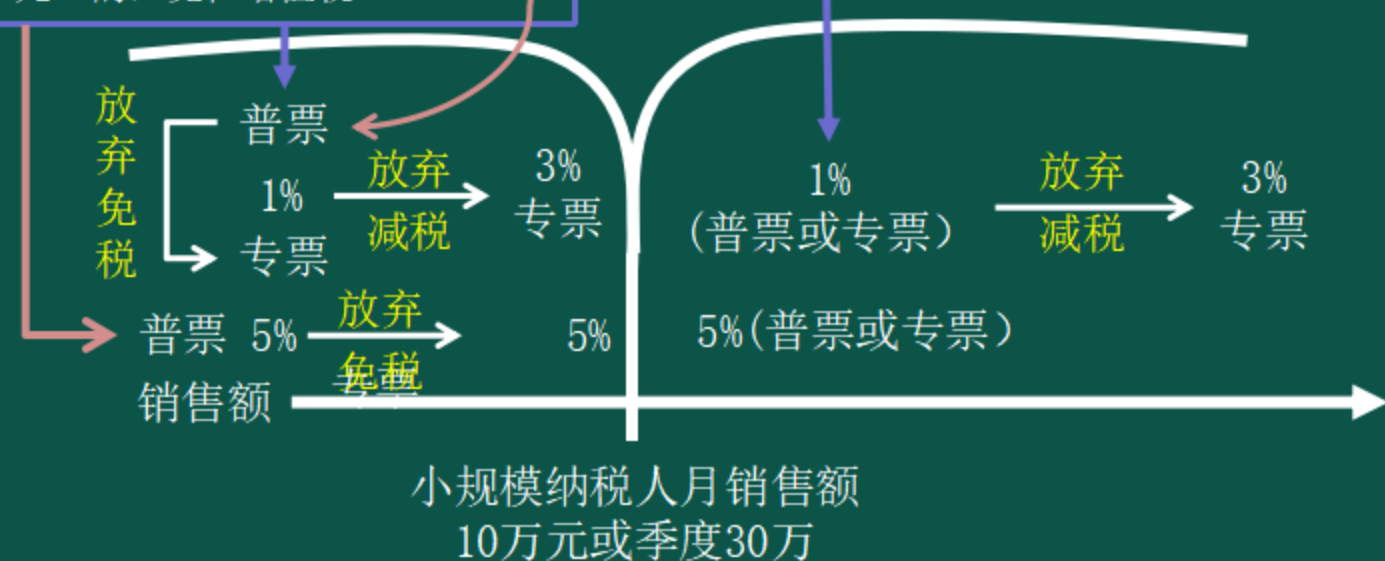 放弃免税
普票
1%
专票
放弃
减税
3%
专票
普票 5%
放弃
免税
专票
5%
1%
(普票或专票)
放弃
减税
3%
专票
5%(普票或专票)
销售额
小规模纳税人月销售额
10万元或季度30万